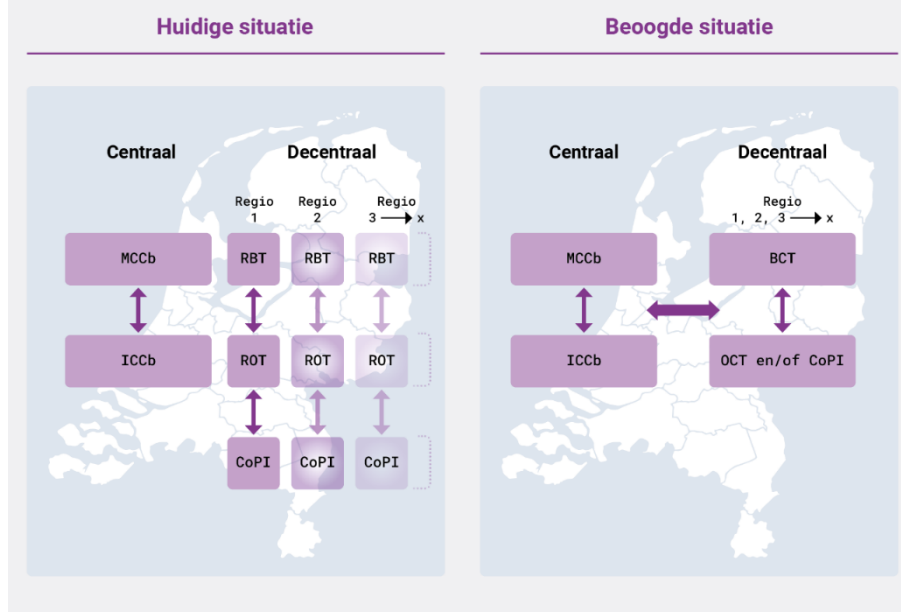 Huidige situatie
Centraal
Decentraal
Regio Regio Regio
1 2 3 x
MCCb RBT RBT RBT
ICCb ROT ROT ROT
CoPI CoPI CoPI
Beoogde situatie
Centraal
Decentraal
Regio
1, 2, 3 x
MCCb BCT
ICCb OCT en/of CoPI